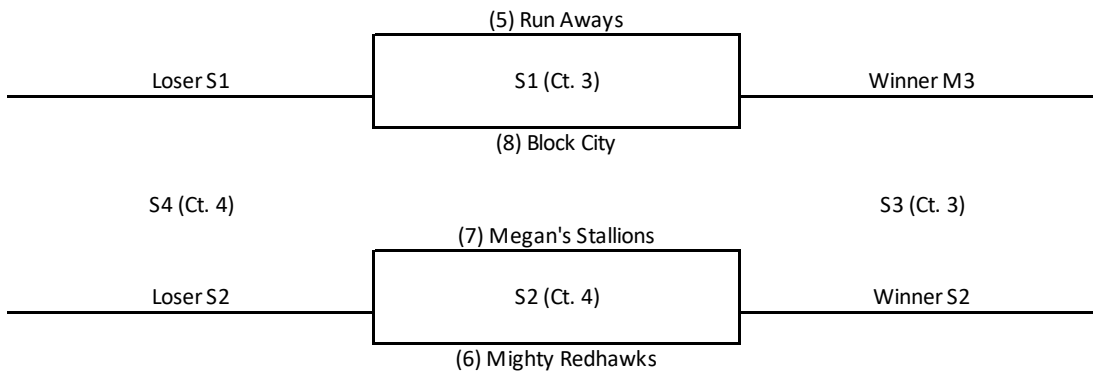 (5) Run Aways
Loser S1
S1 (Ct. 3)
Winner M3
(8) Block City
S4 (Ct. 4)
S3 (Ct. 3)
(7) Megan's Stallions
Loser S2
S2 (Ct. 4)
Winner S2
(6) Mighty Redhawks